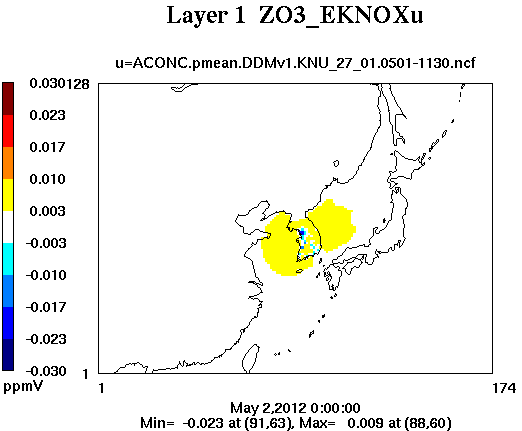 Layer 1 ZO3_EKNOXu
u=ACONC.pmean.DDMv1.KNU_27_01.0501-1130.ncf
0.030
128
0.023
0.017
0.010
0.003
-0.003
-0.010
-0.017
-0.023
-0.030
1
ppmV
1
174
May 2,2012 0:00:00
Min= -0.023 at (91,63), Max= 0.009 at (88,60)